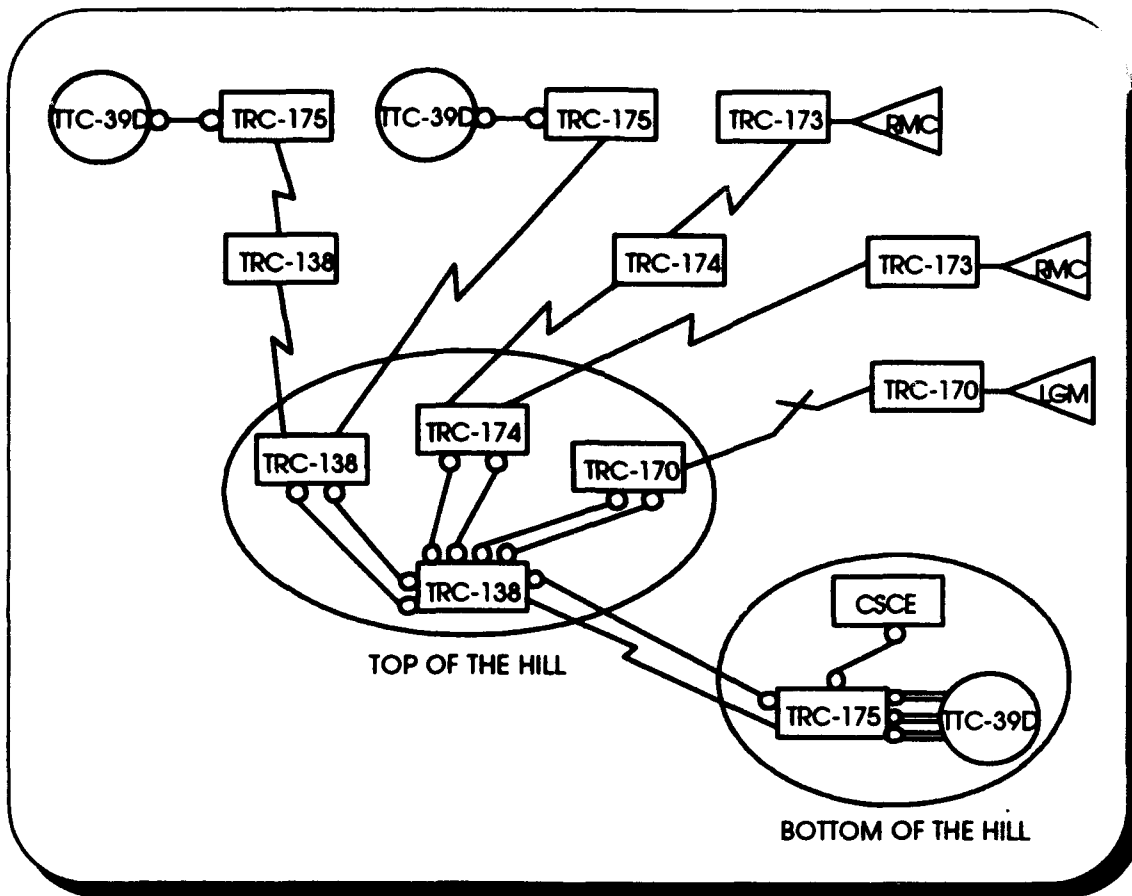 TTC-39D
TRC-175
TTC-39D
TRC-175
TRC-173
RMC
TRC-138
TRC-174
TRC-173
RMC
TRC-170
LGM
TRC-138
TRC-174
TRC-170
TRC-138
TOP OF THE HILL
CSCE
TRC-175
TTC-39D
BOTTOM OF THE HILL